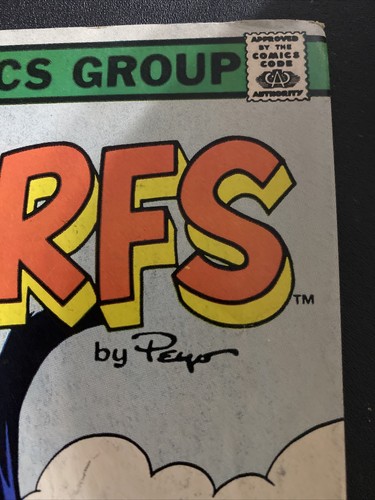 CS GROUP
APPROVED
BY THE
COMICS
CODE
CA
AUTHORITY
RFS
TM
by Peyo